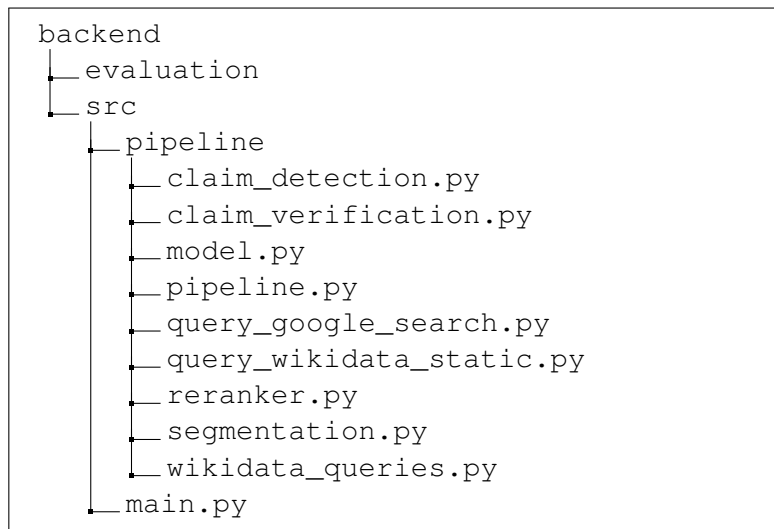 backend
evaluation
src
pipeline
claim_detection.py
claim_verification.py
model.py
pipeline.py
query_google_search.py
query_wikidata_static.py
reranker.py
segmentation.py
wikidata_queries.py
main.py